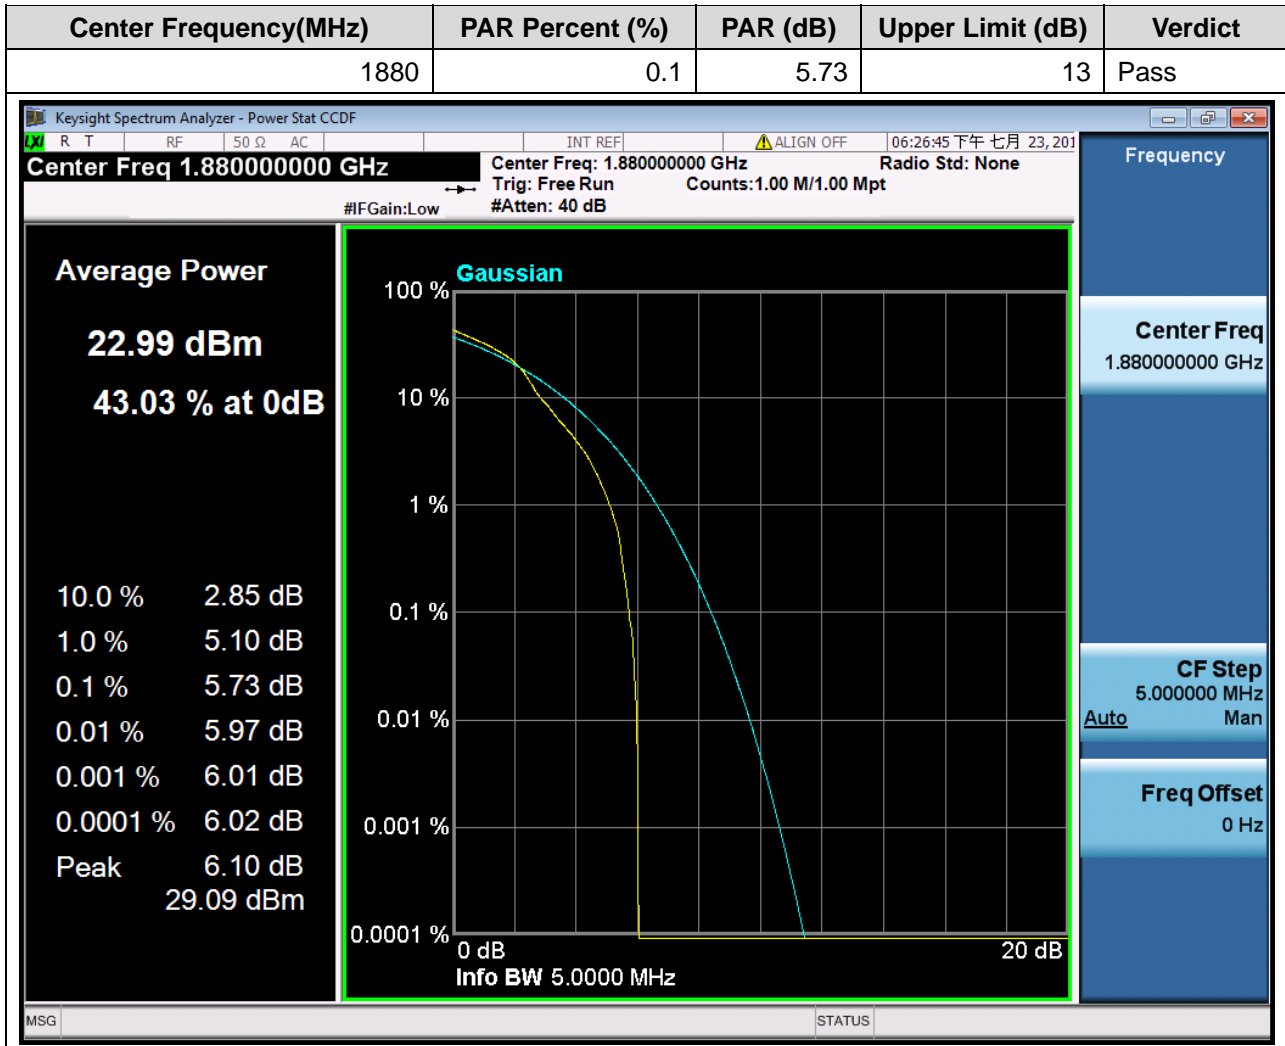 Center Frequency(MHz) PAR Percent (%) PAR (dB) Upper Limit (dB) Verdict
1880 0.1 5.73 13 Pass
Keysight Spectrum Analyzer - Power Stat CCDF
LXI R T RF 50 Ω AC INT REF ALIGN OFF 06:26:45 下午 七月 23, 201
Center Freq 1.880000000 GHz
Center Freq: 1.880000000 GHz Radio Std: None
Trig: Free Run Counts:1.00 M/1.00 Mpt
#IFGain:Low #Atten: 40 dB
Average Power
22.99 dBm
43.03 % at 0dB
10.0 % 2.85 dB
1.0 % 5.10 dB
0.1 % 5.73 dB
0.01 % 5.97 dB
0.001 % 6.01 dB
0.0001 % 6.02 dB
Peak 6.10 dB
29.09 dBm
Gaussian
100 %
10 %
1 %
0.1 %
0.01 %
0.001 %
0.0001 %
0 dB 20 dB
Info BW 5.0000 MHz
Frequency
Center Freq
1.880000000 GHz
CF Step
5.000000 MHz
Auto Man
Freq Offset
0 Hz
MSG STATUS